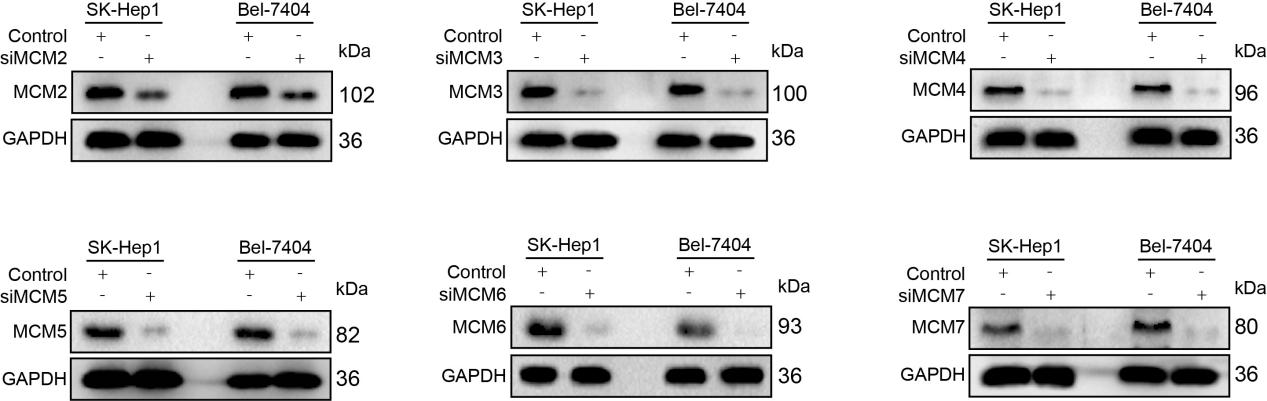 SK-Hep1 Bel-7404
Control + - + -
siMCM2 - + - + kDa
MCM2 102
GAPDH 36
SK-Hep1 Bel-7404
Control + - + -
siMCM3 - + - + kDa
MCM3 100
GAPDH 36
SK-Hep1 Bel-7404
Control + - + -
siMCM4 - + - + kDa
MCM4 96
GAPDH 36
SK-Hep1 Bel-7404
Control + - + -
siMCM5 - + - + kDa
MCM5 82
GAPDH 36
SK-Hep1 Bel-7404
Control + - + -
siMCM6 - + - + kDa
MCM6 93
GAPDH 36
SK-Hep1 Bel-7404
Control + - + -
siMCM7 - + - + kDa
MCM7 80
GAPDH 36